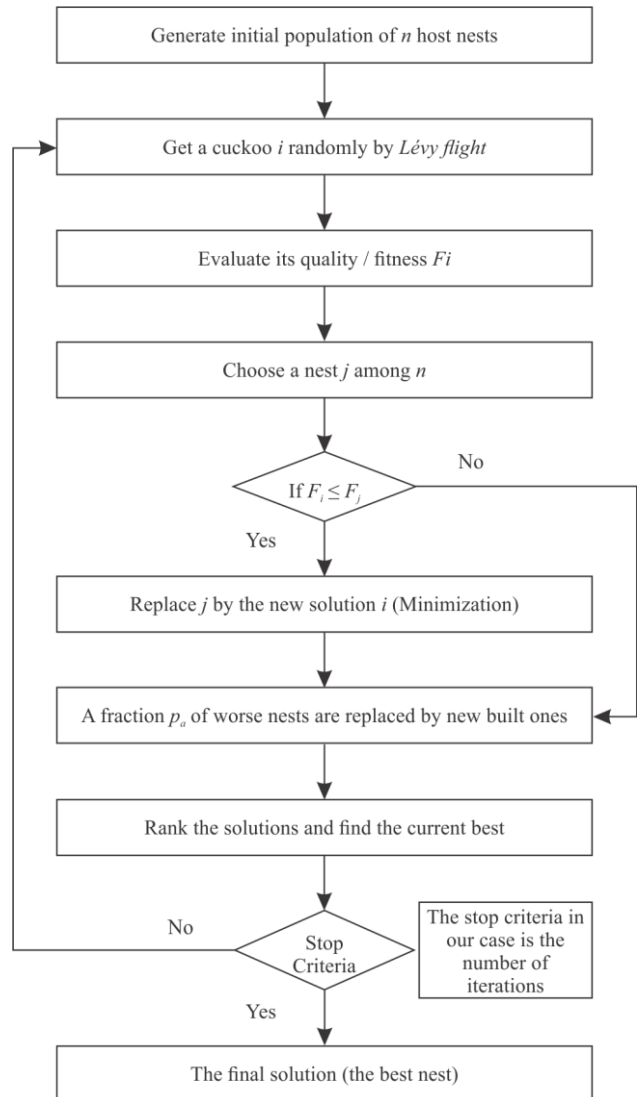 Generate initial population of n host nests
Get a cuckoo i randomly by Lévy flight
Evaluate its quality / fitness Fi
Choose a nest j among n
No
If Fᵢ ≤ Fⱼ
Yes
Replace j by the new solution i (Minimization)
A fraction pₐ of worse nests are replaced by new built ones
Rank the solutions and find the current best
No
Stop
Criteria
The stop criteria in
our case is the
number of
iterations
Yes
The final solution (the best nest)